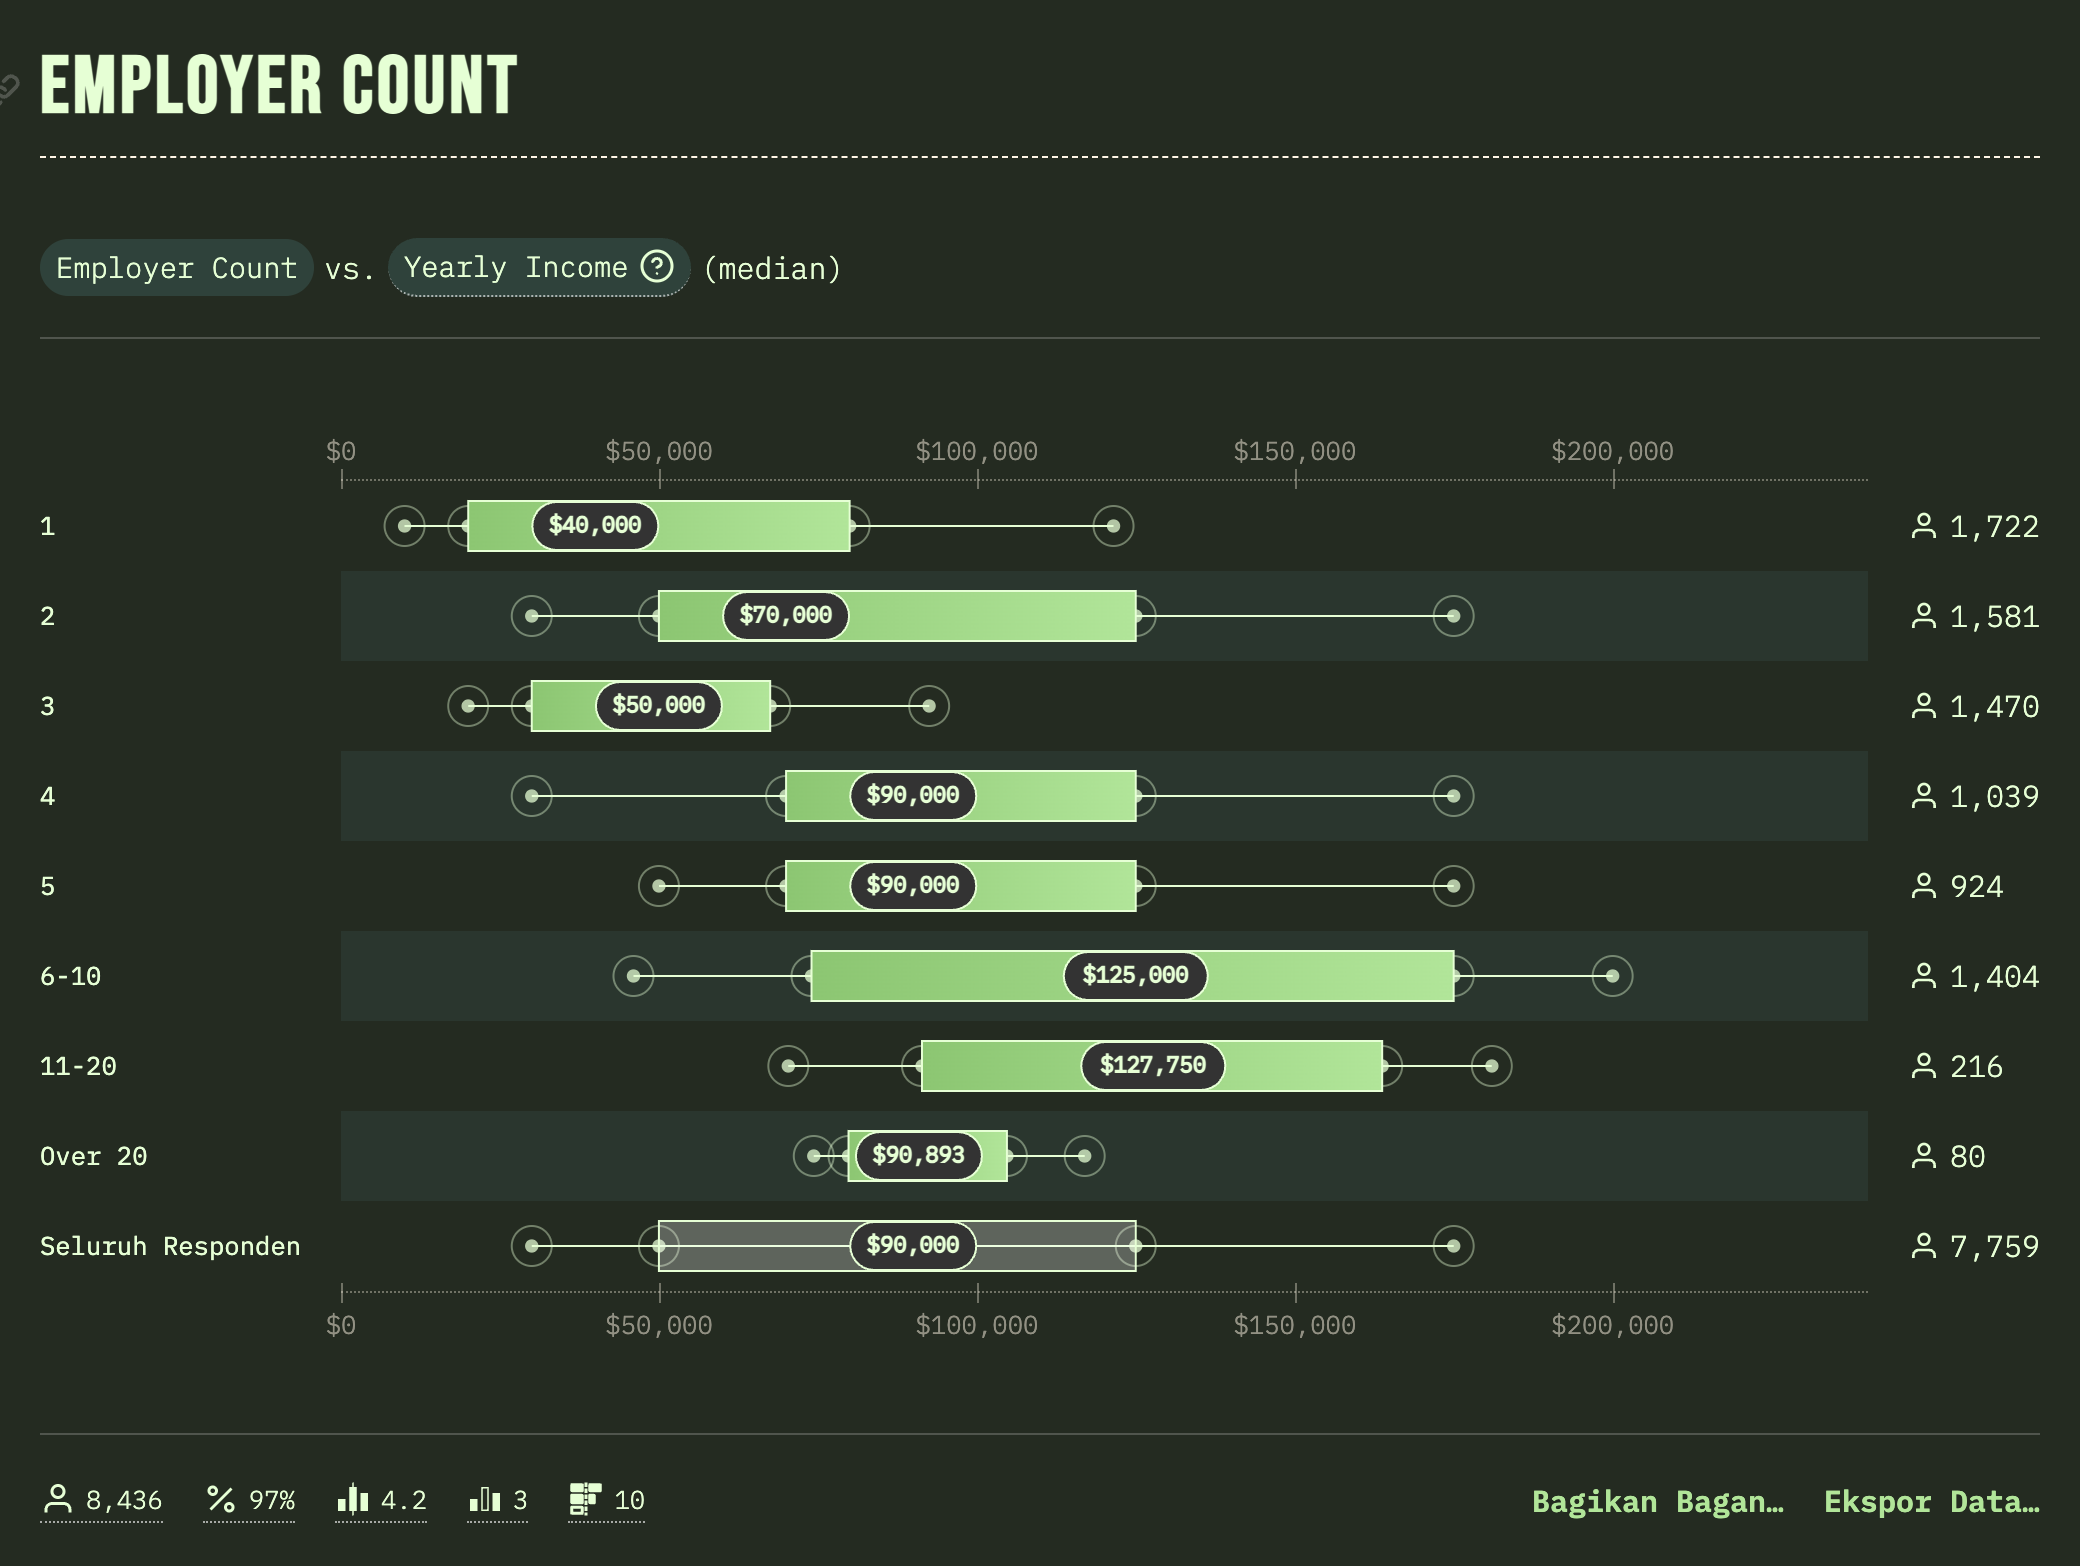 EMPLOYER COUNT
Employer Count vs. Yearly Income ? (median)
$0 $50,000 $100,000 $150,000 $200,000
1 $40,000 1,722
2 $70,000 1,581
3 $50,000 1,470
4 $90,000 1,039
5 $90,000 924
6-10 $125,000 1,404
11-20 $127,750 216
Over 20 $90,893 80
Seluruh Responden $90,000 7,759
$0 $50,000 $100,000 $150,000 $200,000
8,436 97% 4.2 3 10 Bagikan Bagan… Ekspor Data…